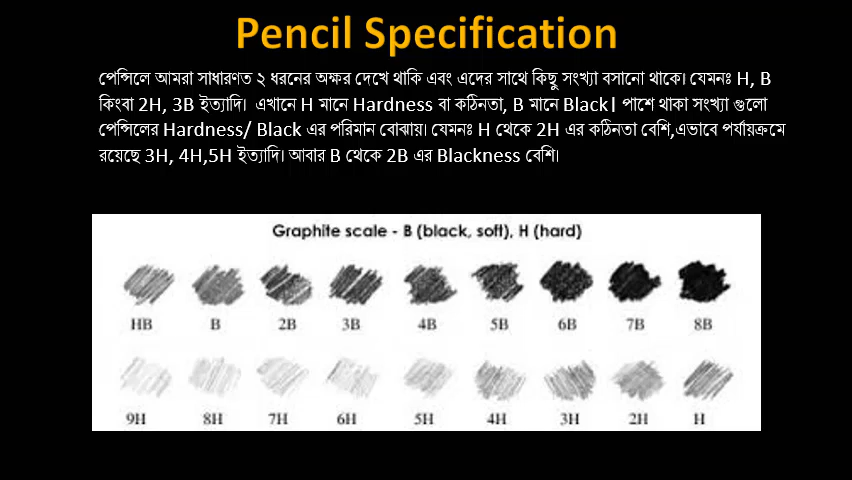 Pencil Specification
পেন্সিলে আমরা সাধারণত ২ ধরনের অক্ষর দেখে থাকি এবং এদের সাথে কিছু সংখ্যা বসানো থাকে। যেমনঃ H, B
কিংবা 2H, 3B ইত্যাদি। এখানে H মানে Hardness বা কঠিনতা, B মানে Black। পাশে থাকা সংখ্যা গুলো
পেন্সিলের Hardness/ Black এর পরিমান বোঝায়। যেমনঃ H থেকে 2H এর কঠিনতা বেশি,এভাবে পর্যায়ক্রমে
রয়েছে 3H, 4H,5H ইত্যাদি। আবার B থেকে 2B এর Blackness বেশি।
Graphite scale - B (black, soft), H (hard)
HB B 2B 3B 4B 5B 6B 7B 8B
9H 8H 7H 6H 5H 4H 3H 2H H